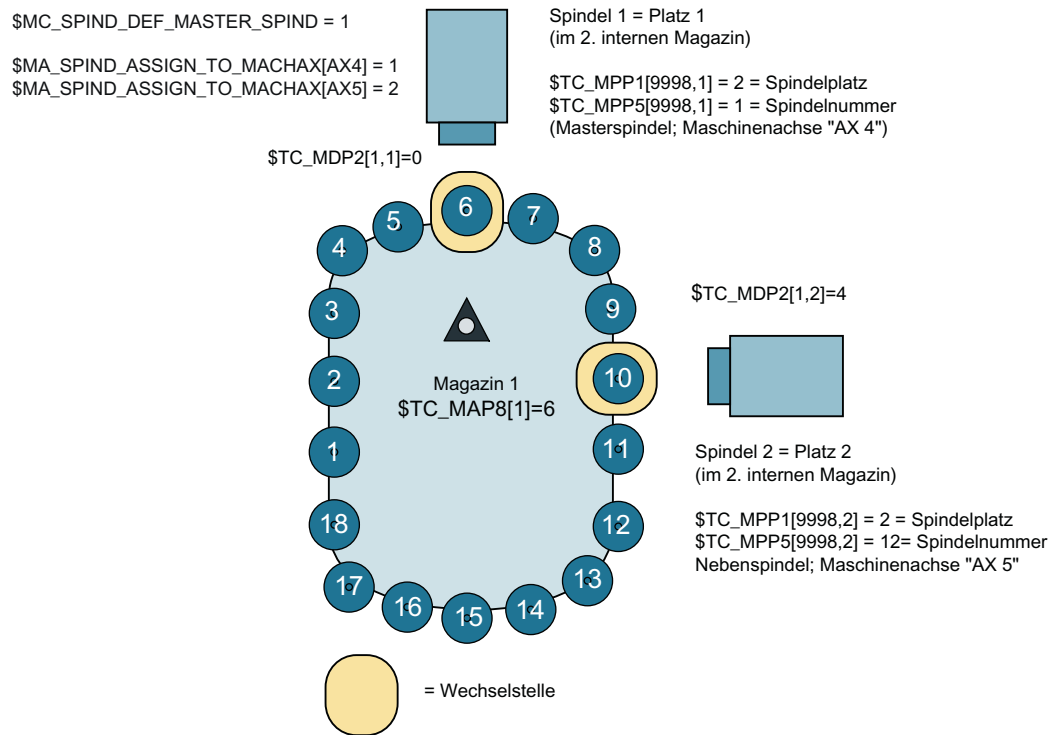 $MC_SPIND_DEF_MASTER_SPIND = 1
$MA_SPIND_ASSIGN_TO_MACHAX[AX4] = 1
$MA_SPIND_ASSIGN_TO_MACHAX[AX5] = 2
Spindel 1 = Platz 1
(im 2. internen Magazin)
$TC_MPP1[9998,1] = 2 = Spindelplatz
$TC_MPP5[9998,1] = 1 = Spindelnummer
(Masterspindel; Maschinenachse "AX 4")
$TC_MDP2[1,1]=0
6
5
7
4
8
3
9
$TC_MDP2[1,2]=4
2
10
Magazin 1
$TC_MAP8[1]=6
1
11
Spindel 2 = Platz 2
(im 2. internen Magazin)
$TC_MPP1[9998,2] = 2 = Spindelplatz
$TC_MPP5[9998,2] = 12= Spindelnummer
Nebenspindel; Maschinenachse "AX 5"
18
12
17
13
16
15
14
= Wechselstelle